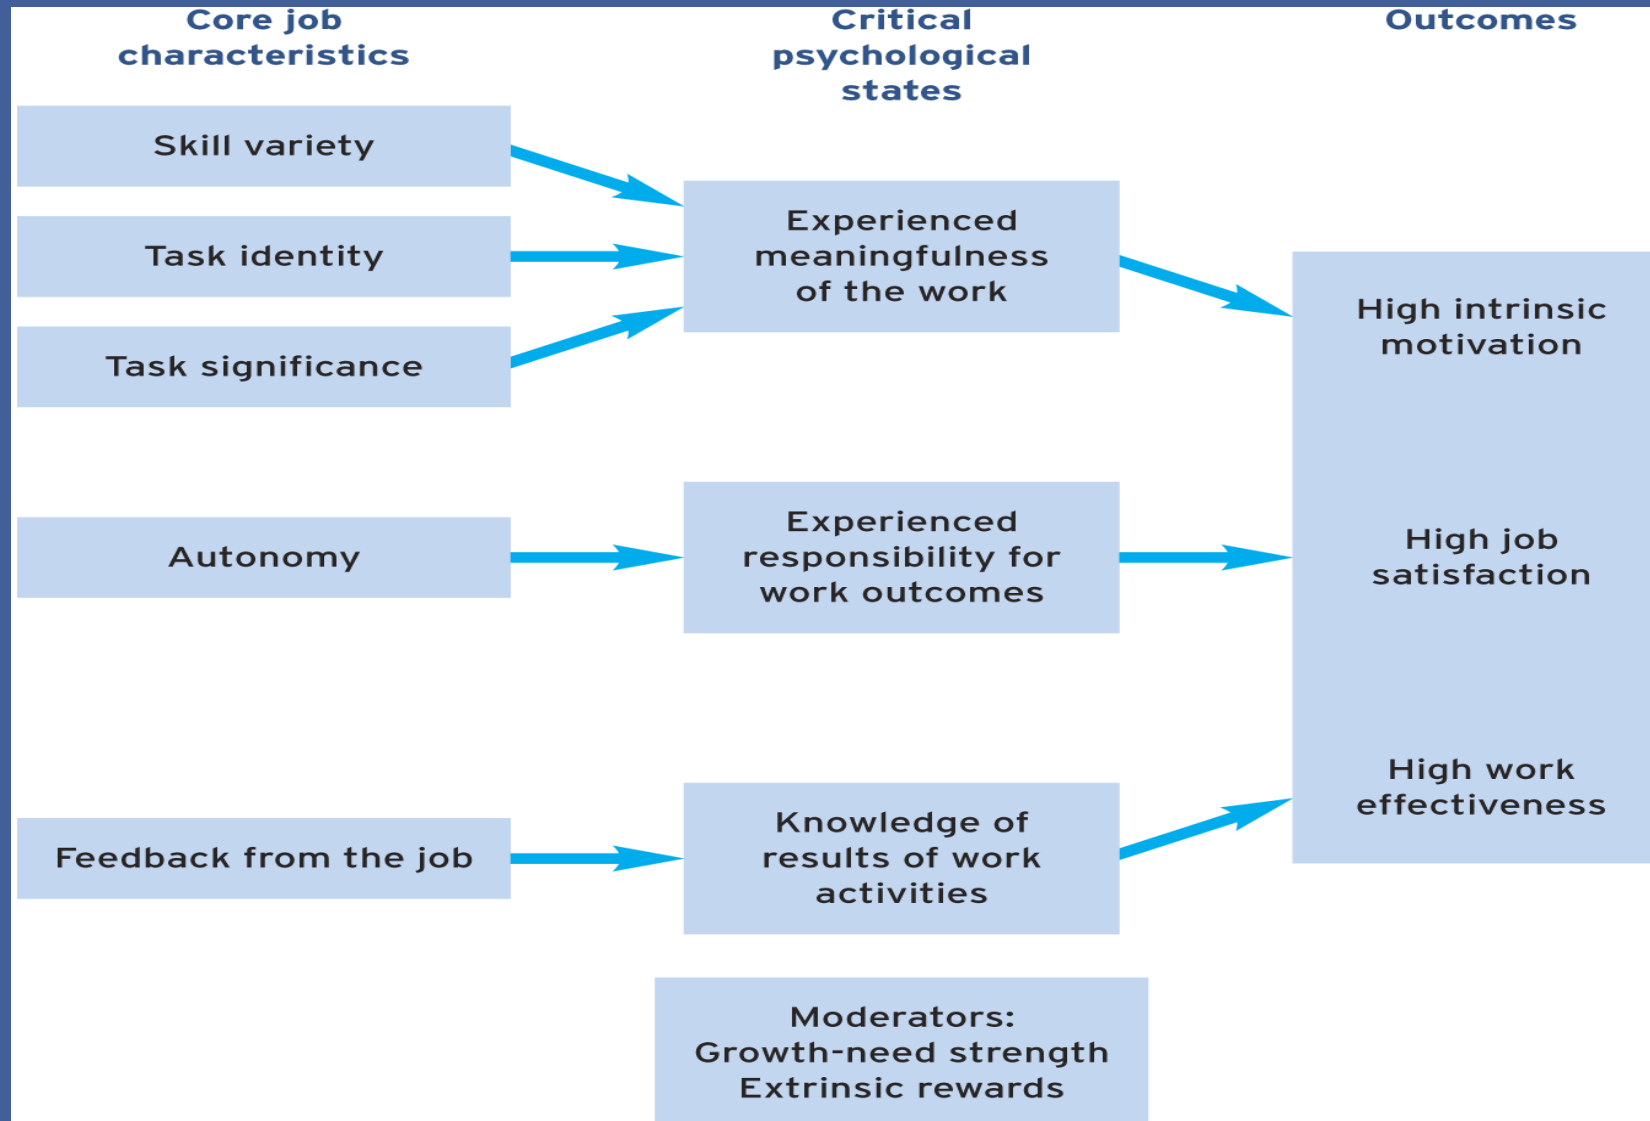 Core job
characteristics
Critical
psychological
states
Outcomes
Skill variety
Task identity
Task significance
Experienced
meaningfulness
of the work
High intrinsic
motivation
Autonomy
Experienced
responsibility for
work outcomes
High job
satisfaction
Feedback from the job
Knowledge of
results of work
activities
High work
effectiveness
Moderators:
Growth-need strength
Extrinsic rewards